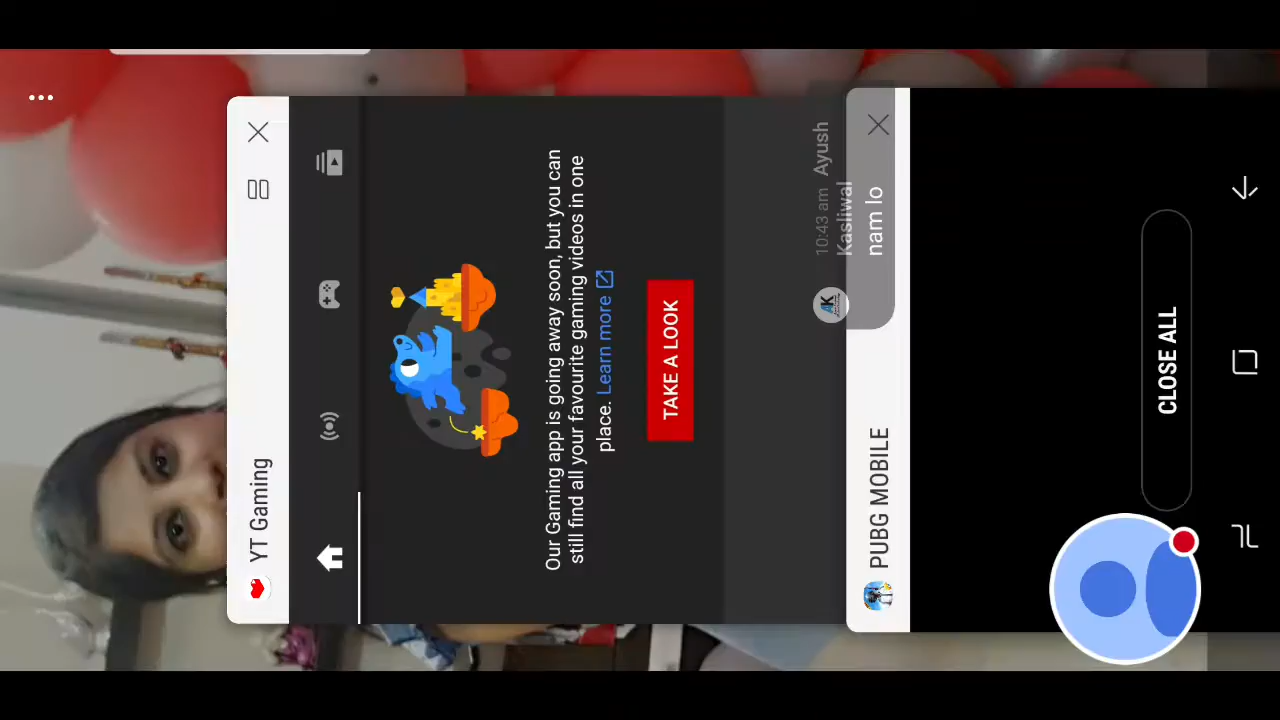 YT Gaming
Our Gaming app is going away soon, but you can
still find all your favourite gaming videos in one
place. Learn more
TAKE A LOOK
10:43 am Ayush
Kasliwal
nam lo
AK
PUBG MOBILE
CLOSE ALL